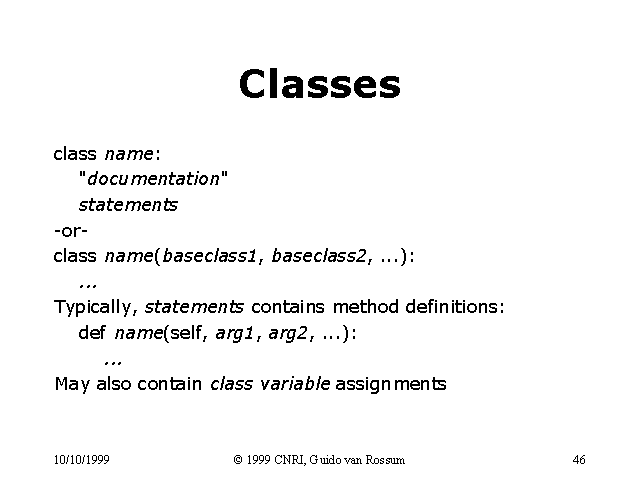 Classes
class name:
"documentation"
statements
-or-
class name(baseclass1, baseclass2, ...):
...
Typically, statements contains method definitions:
def name(self, arg1, arg2, ...):
...
May also contain class variable assignments
10/10/1999
© 1999 CNRI, Guido van Rossum
46